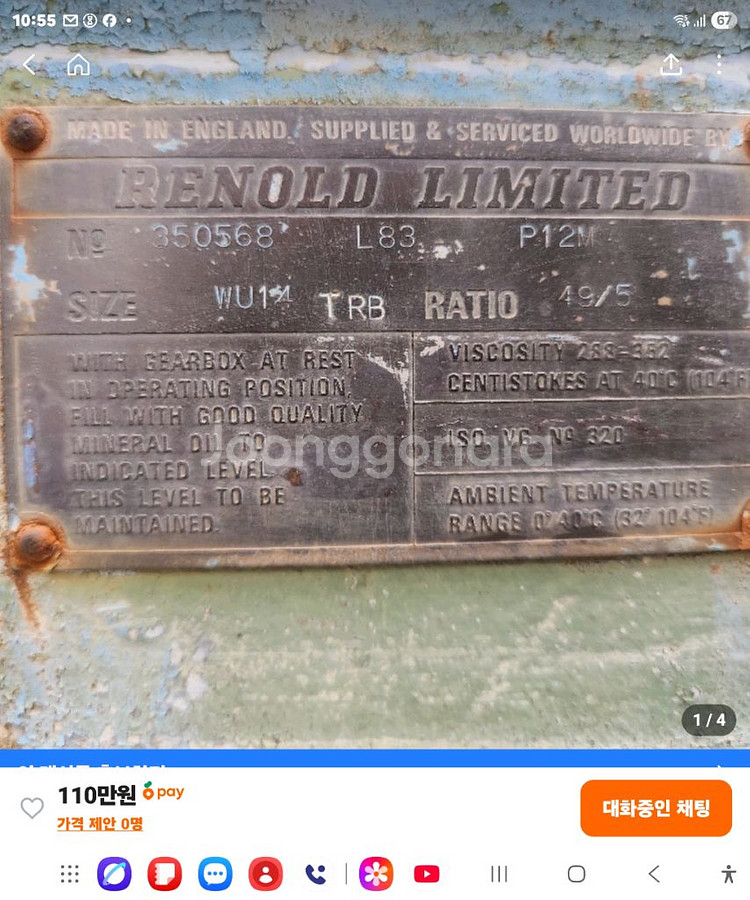 10:55
67
MADE IN ENGLAND. SUPPLIED & SERVICED WORLDWIDE BY
RENOLD LIMITED
Nº 350568 L83 P12M
SIZE WU14 TRB RATIO 49/5
WITH GEARBOX AT REST
IN OPERATING POSITION,
FILL WITH GOOD QUALITY
MINERAL OIL TO
INDICATED LEVEL.
THIS LEVEL TO BE
MAINTAINED.
VISCOSITY 288-352
CENTISTOKES AT 40°C (104°F
ISO. VG. Nº 320
AMBIENT TEMPERATURE
RANGE 0° 40°C (32° 104°F)
Joonggonara
1 / 4
110만원 pay
가격 제안 0명
대화중인 채팅